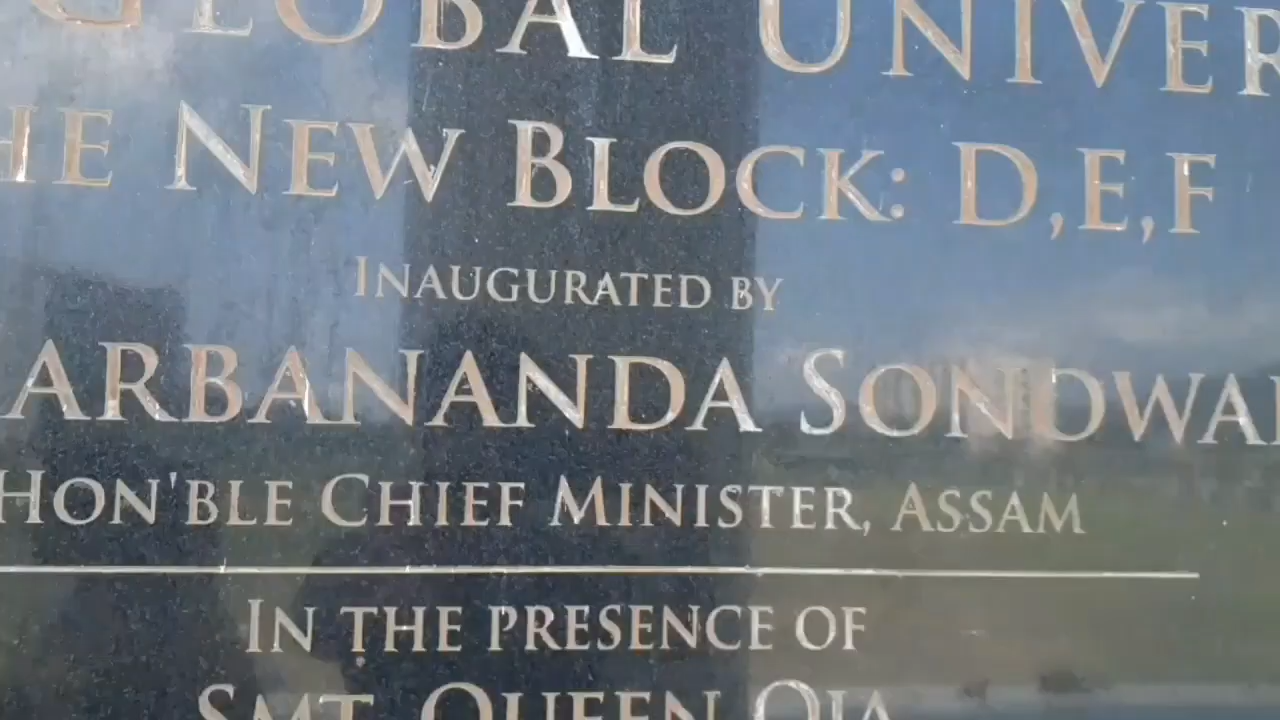 GLOBAL UNIVER
HE NEW BLOCK: D,E,F
INAUGURATED BY
ARBANANDA SONOWAL
HON'BLE CHIEF MINISTER, ASSAM
IN THE PRESENCE OF
SMT. QUEEN OJA